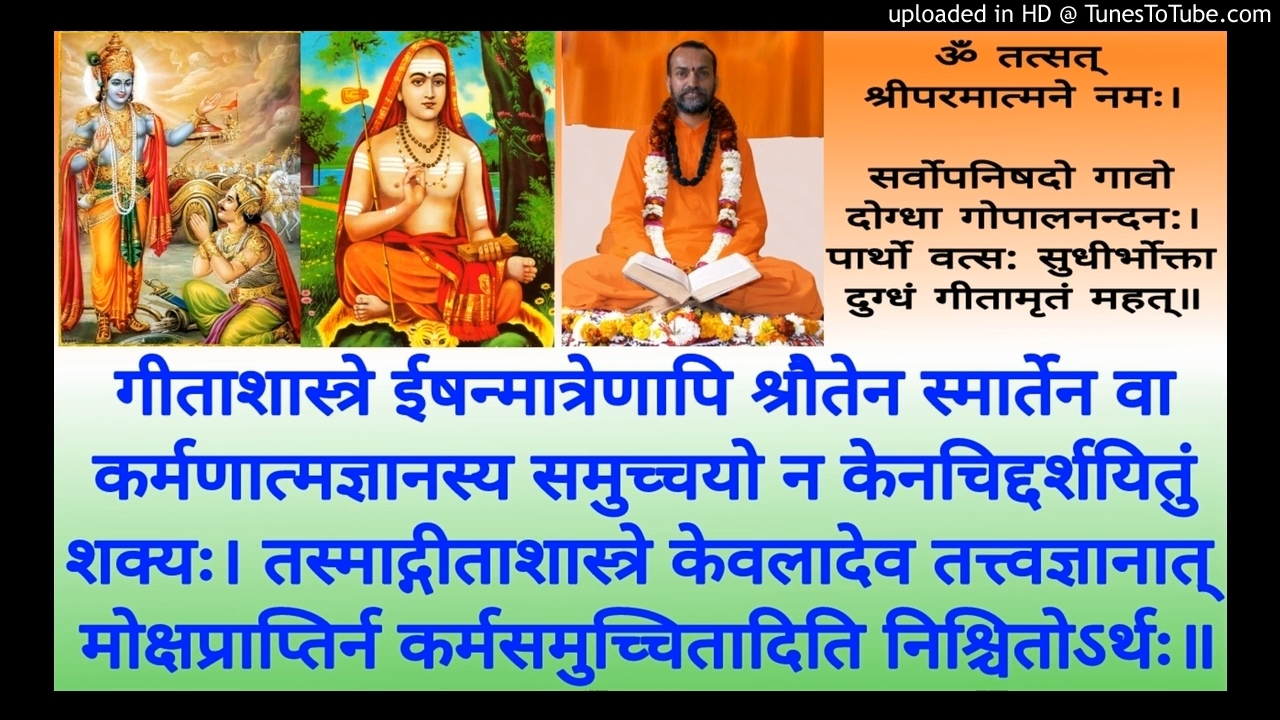 uploaded in HD @ TunesToTube.com
ॐ तत्सत्
श्रीपरमात्मने नमः।
सर्वोपनिषदो गावो
दोग्धा गोपालनन्दन:।
पार्थो वत्स: सुधीर्भोक्ता
दुग्धं गीतामृतं महत्॥
गीताशास्त्रे ईषन्मात्रेणापि श्रौतेन स्मार्तेन वा
कर्मणात्मज्ञानस्य समुच्चयो न केनचिद्दर्शयितुं
शक्यः। तस्माद्गीताशास्त्रे केवलादेव तत्त्वज्ञानात्
मोक्षप्राप्तिर्न कर्मसमुच्चितादिति निश्चितोऽर्थः॥